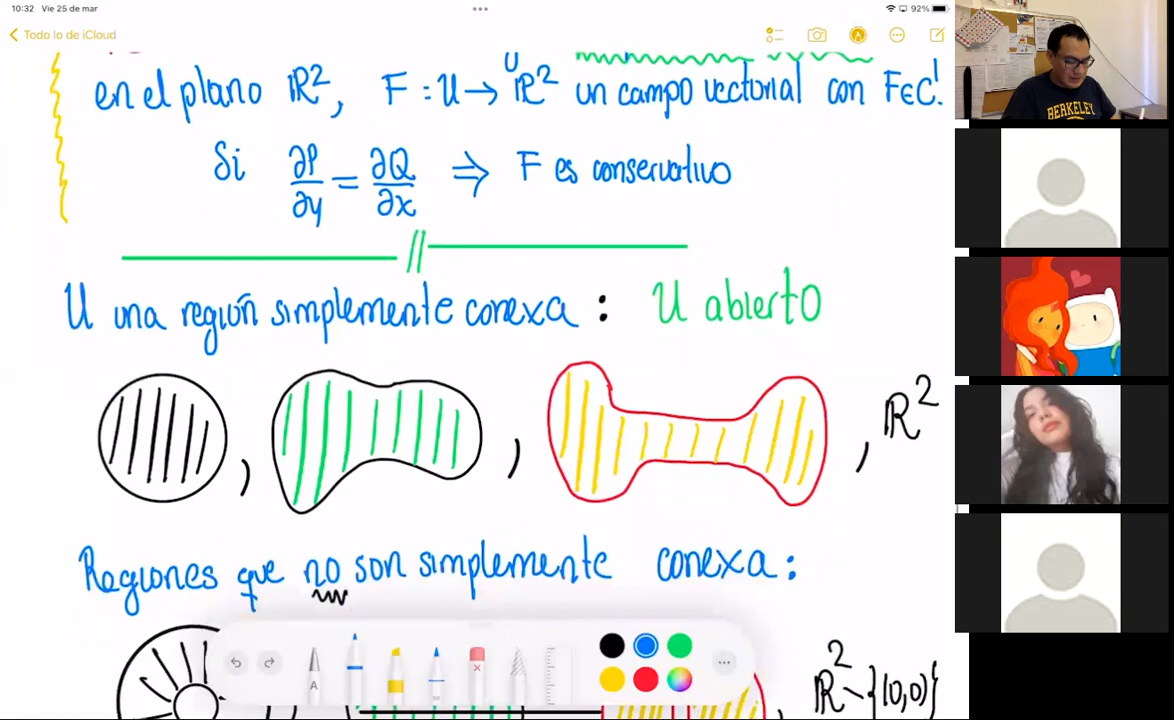 10:32 Vie 25 de mar
92%
Todo lo de iCloud
en el plano ℝ², F : U → ℝ² un campo vectorial con F∈C¹.
Si ∂P/∂y = ∂Q/∂x ⇒ F es conservativo
U una región simplemente conexa : U abierto
, , , ℝ²
Regiones que no son simplemente conexa :
, ℝ² - {(0,0)}
A
BERKELEY